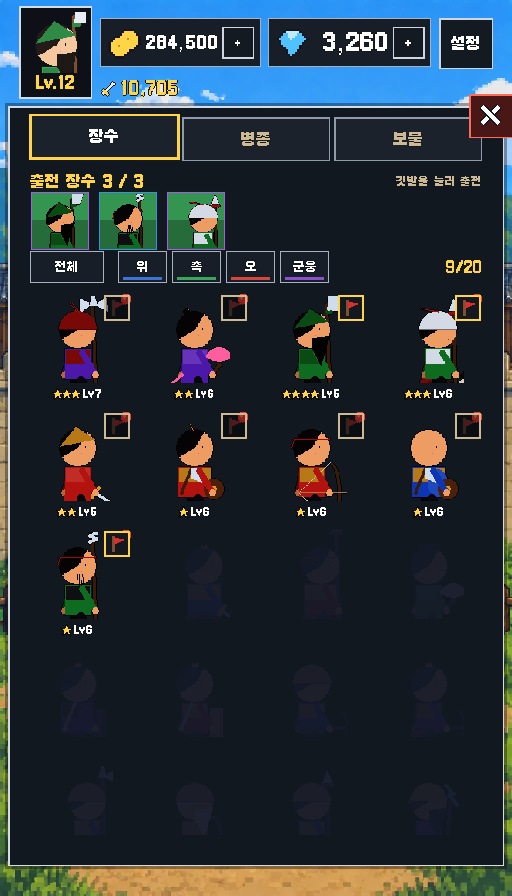 284,500 + 3,260 + 설정
Lv.12 10,705
장수 병종 보물
출전 장수 3 / 3 깃발을 눌러 출전
전체 위 촉 오 군웅 9/20
★★★Lv7 ★★Lv6 ★★★★Lv5 ★★★Lv6
★★Lv5 ★Lv6 ★Lv6 ★Lv6
★Lv6